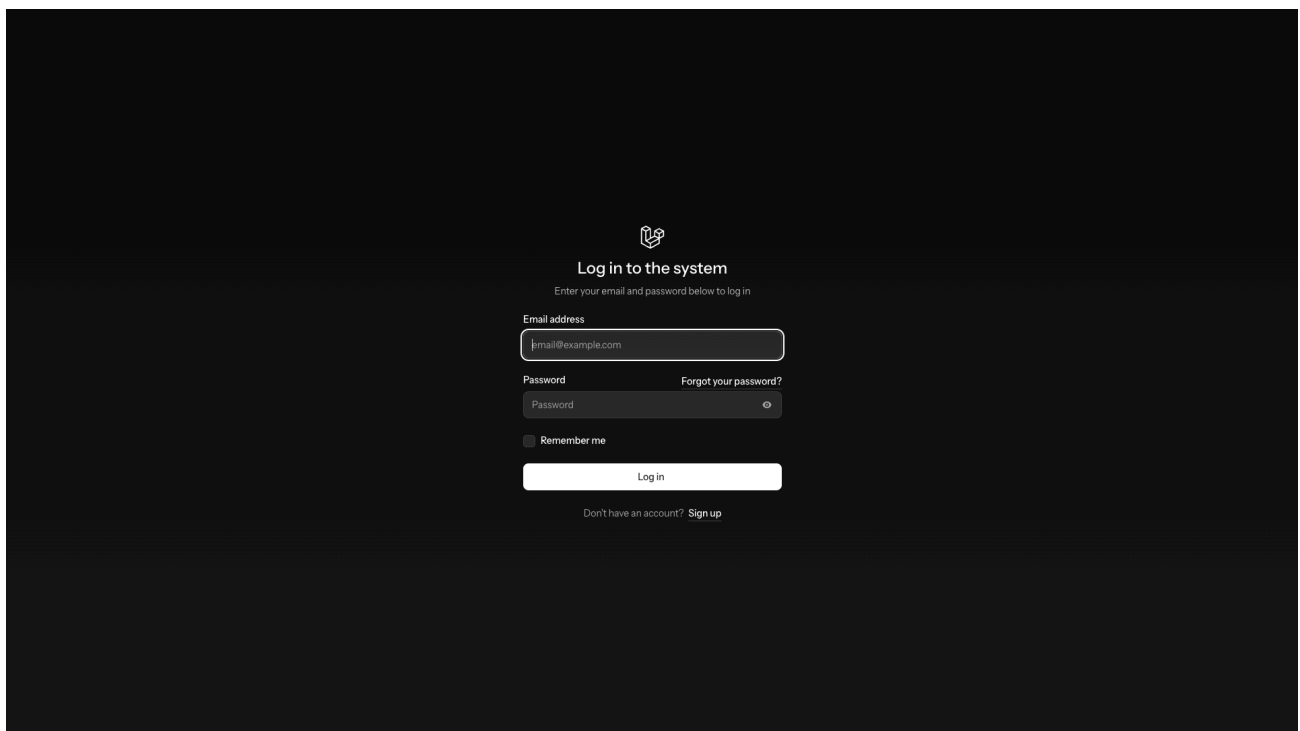 Log in to the system
Enter your email and password below to log in
Email address
email@example.com
Password
Forgot your password?
Password
Remember me
Log in
Don't have an account? Sign up